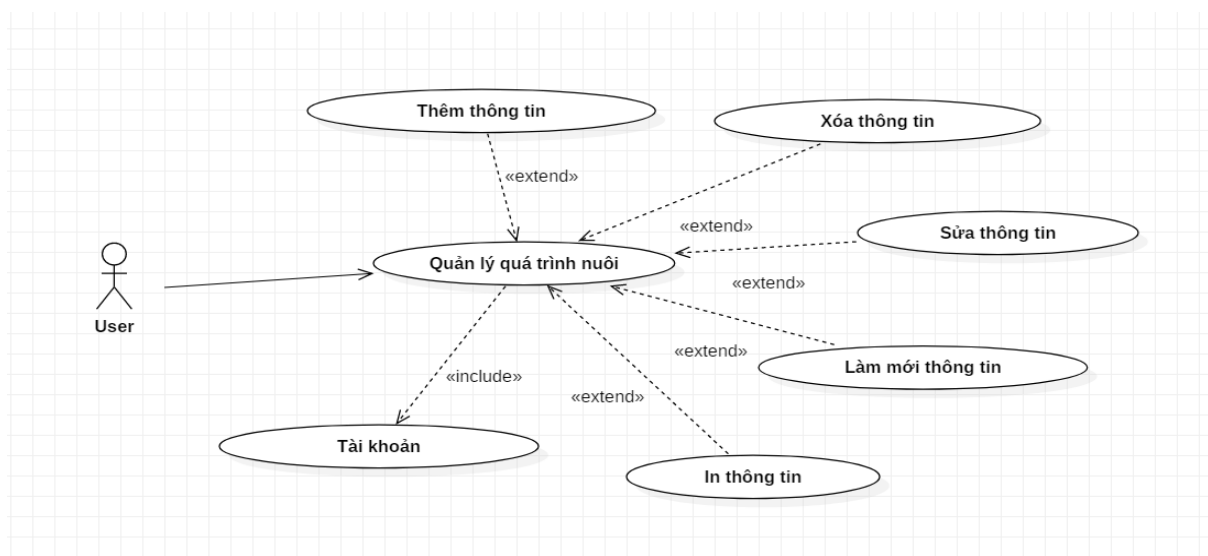 Thêm thông tin
Xóa thông tin
«extend»
«extend»
Sửa thông tin
Quản lý quá trình nuôi
«extend»
User
«extend»
Làm mới thông tin
«include»
«extend»
Tài khoản
In thông tin